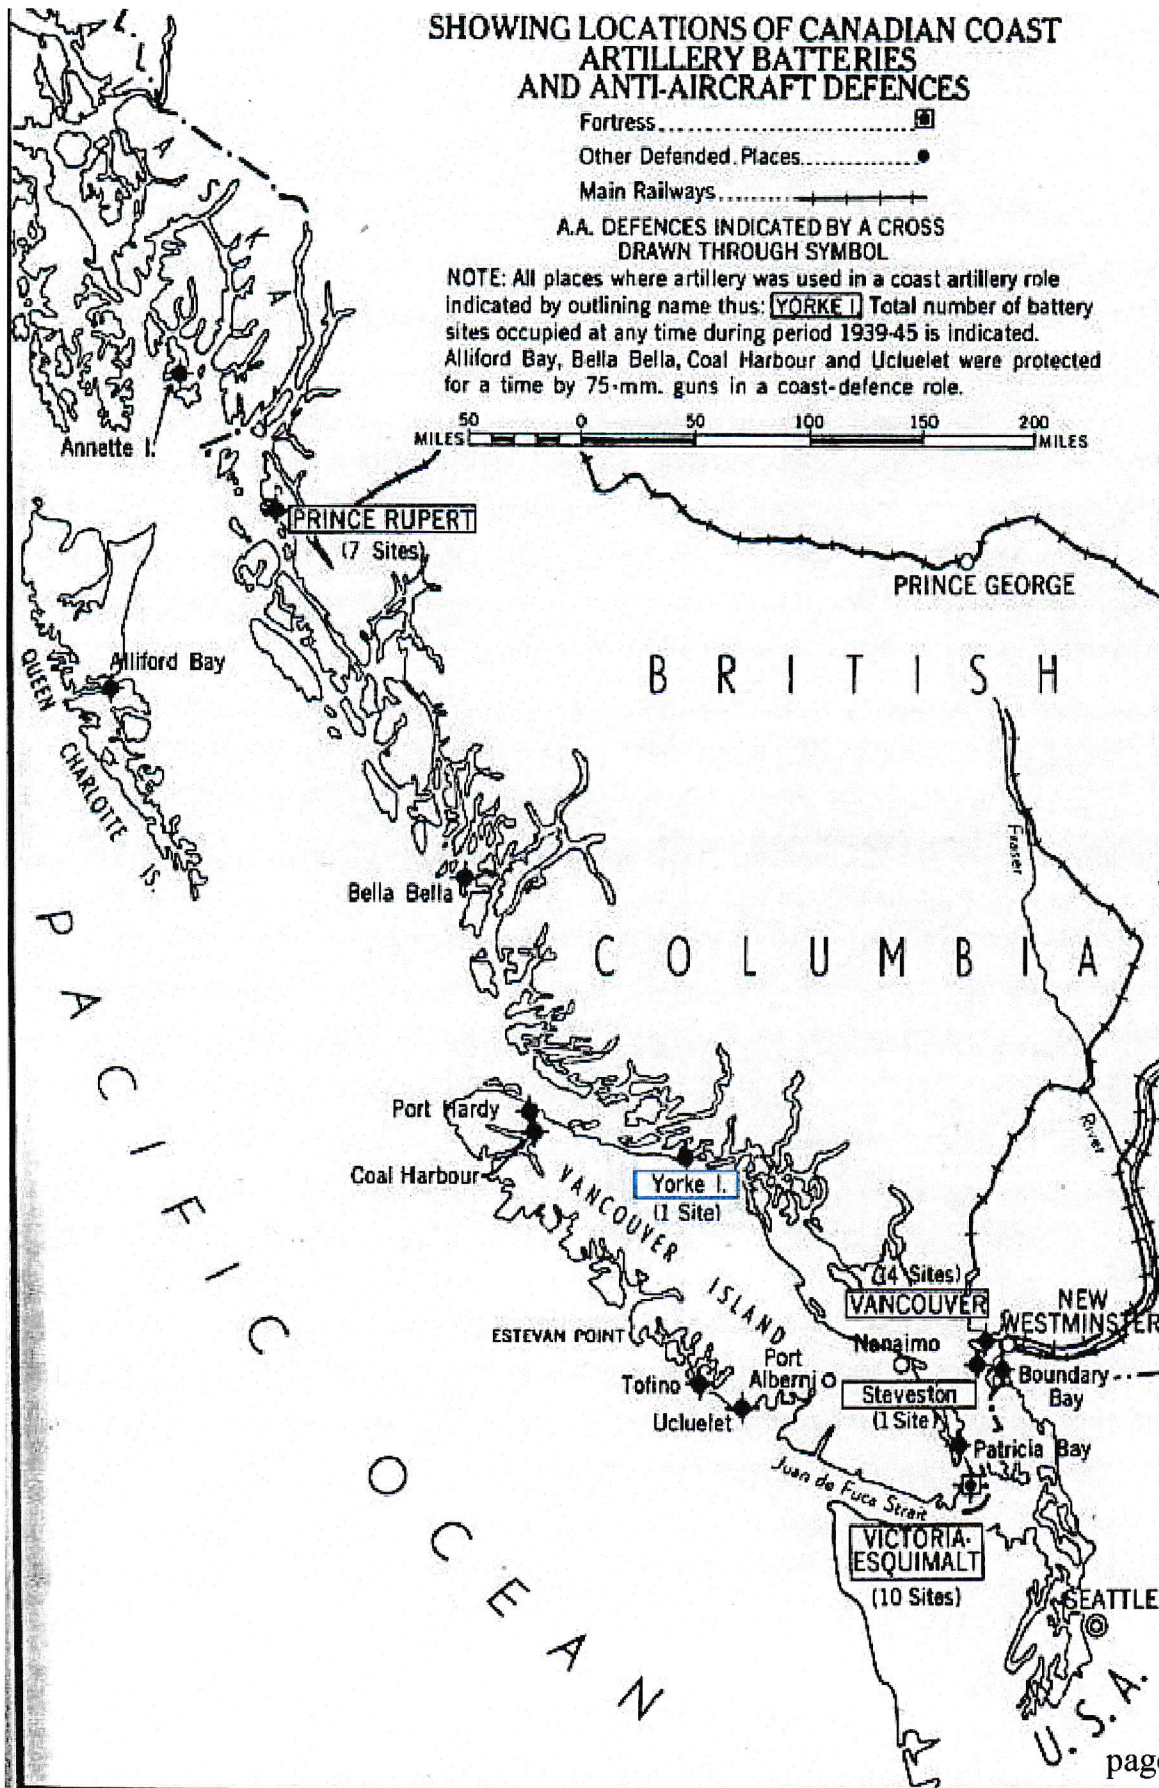 SHOWING LOCATIONS OF CANADIAN COAST
ARTILLERY BATTERIES
AND ANTI-AIRCRAFT DEFENCES
Fortress
Other Defended Places
Main Railways
A.A. DEFENCES INDICATED BY A CROSS
DRAWN THROUGH SYMBOL
NOTE: All places where artillery was used in a coast artillery role
indicated by outlining name thus: YORKE I. Total number of battery
sites occupied at any time during period 1939-45 is indicated.
Alliford Bay, Bella Bella, Coal Harbour and Ucluelet were protected
for a time by 75-mm. guns in a coast-defence role.
50 0 50 100 150 200
MILES MILES
ALASKA
Annette I.
PRINCE RUPERT
(7 Sites)
PRINCE GEORGE
BRITISH
Alliford Bay
QUEEN
CHARLOTTE
IS.
Fraser
Bella Bella
COLUMBIA
PACIFIC
Port Hardy
River
Coal Harbour
Yorke I.
(1 Site)
VANCOUVER
ISLAND
(14 Sites)
VANCOUVER
NEW
WESTMINSTER
ESTEVAN POINT
Nanaimo
Port
Alberni
Tofino
Boundary
Bay
Steveston
(1 Site)
Ucluelet
Patricia Bay
Juan de Fuca Strait
OCEAN
VICTORIA-
ESQUIMALT
(10 Sites)
SEATTLE
U.S.A.
page